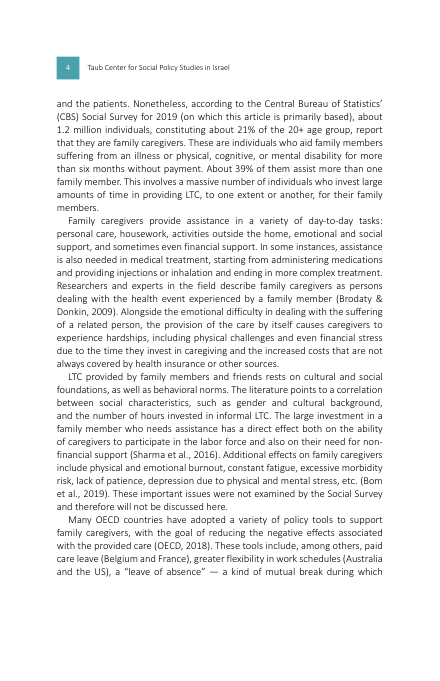 4
Taub Center for Social Policy Studies in Israel
and the patients. Nonetheless, according to the Central Bureau of Statistics’
(CBS) Social Survey for 2019 (on which this article is primarily based), about
1.2 million individuals, constituting about 21% of the 20+ age group, report
that they are family caregivers. These are individuals who aid family members
suffering from an illness or physical, cognitive, or mental disability for more
than six months without payment. About 39% of them assist more than one
family member. This involves a massive number of individuals who invest large
amounts of time in providing LTC, to one extent or another, for their family
members.
Family caregivers provide assistance in a variety of day-to-day tasks:
personal care, housework, activities outside the home, emotional and social
support, and sometimes even financial support. In some instances, assistance
is also needed in medical treatment, starting from administering medications
and providing injections or inhalation and ending in more complex treatment.
Researchers and experts in the field describe family caregivers as persons
dealing with the health event experienced by a family member (Brodaty &
Donkin, 2009). Alongside the emotional difficulty in dealing with the suffering
of a related person, the provision of the care by itself causes caregivers to
experience hardships, including physical challenges and even financial stress
due to the time they invest in caregiving and the increased costs that are not
always covered by health insurance or other sources.
LTC provided by family members and friends rests on cultural and social
foundations, as well as behavioral norms. The literature points to a correlation
between social characteristics, such as gender and cultural background,
and the number of hours invested in informal LTC. The large investment in a
family member who needs assistance has a direct effect both on the ability
of caregivers to participate in the labor force and also on their need for non-
financial support (Sharma et al., 2016). Additional effects on family caregivers
include physical and emotional burnout, constant fatigue, excessive morbidity
risk, lack of patience, depression due to physical and mental stress, etc. (Bom
et al., 2019). These important issues were not examined by the Social Survey
and therefore will not be discussed here.
Many OECD countries have adopted a variety of policy tools to support
family caregivers, with the goal of reducing the negative effects associated
with the provided care (OECD, 2018). These tools include, among others, paid
care leave (Belgium and France), greater flexibility in work schedules (Australia
and the US), a “leave of absence” — a kind of mutual break during which